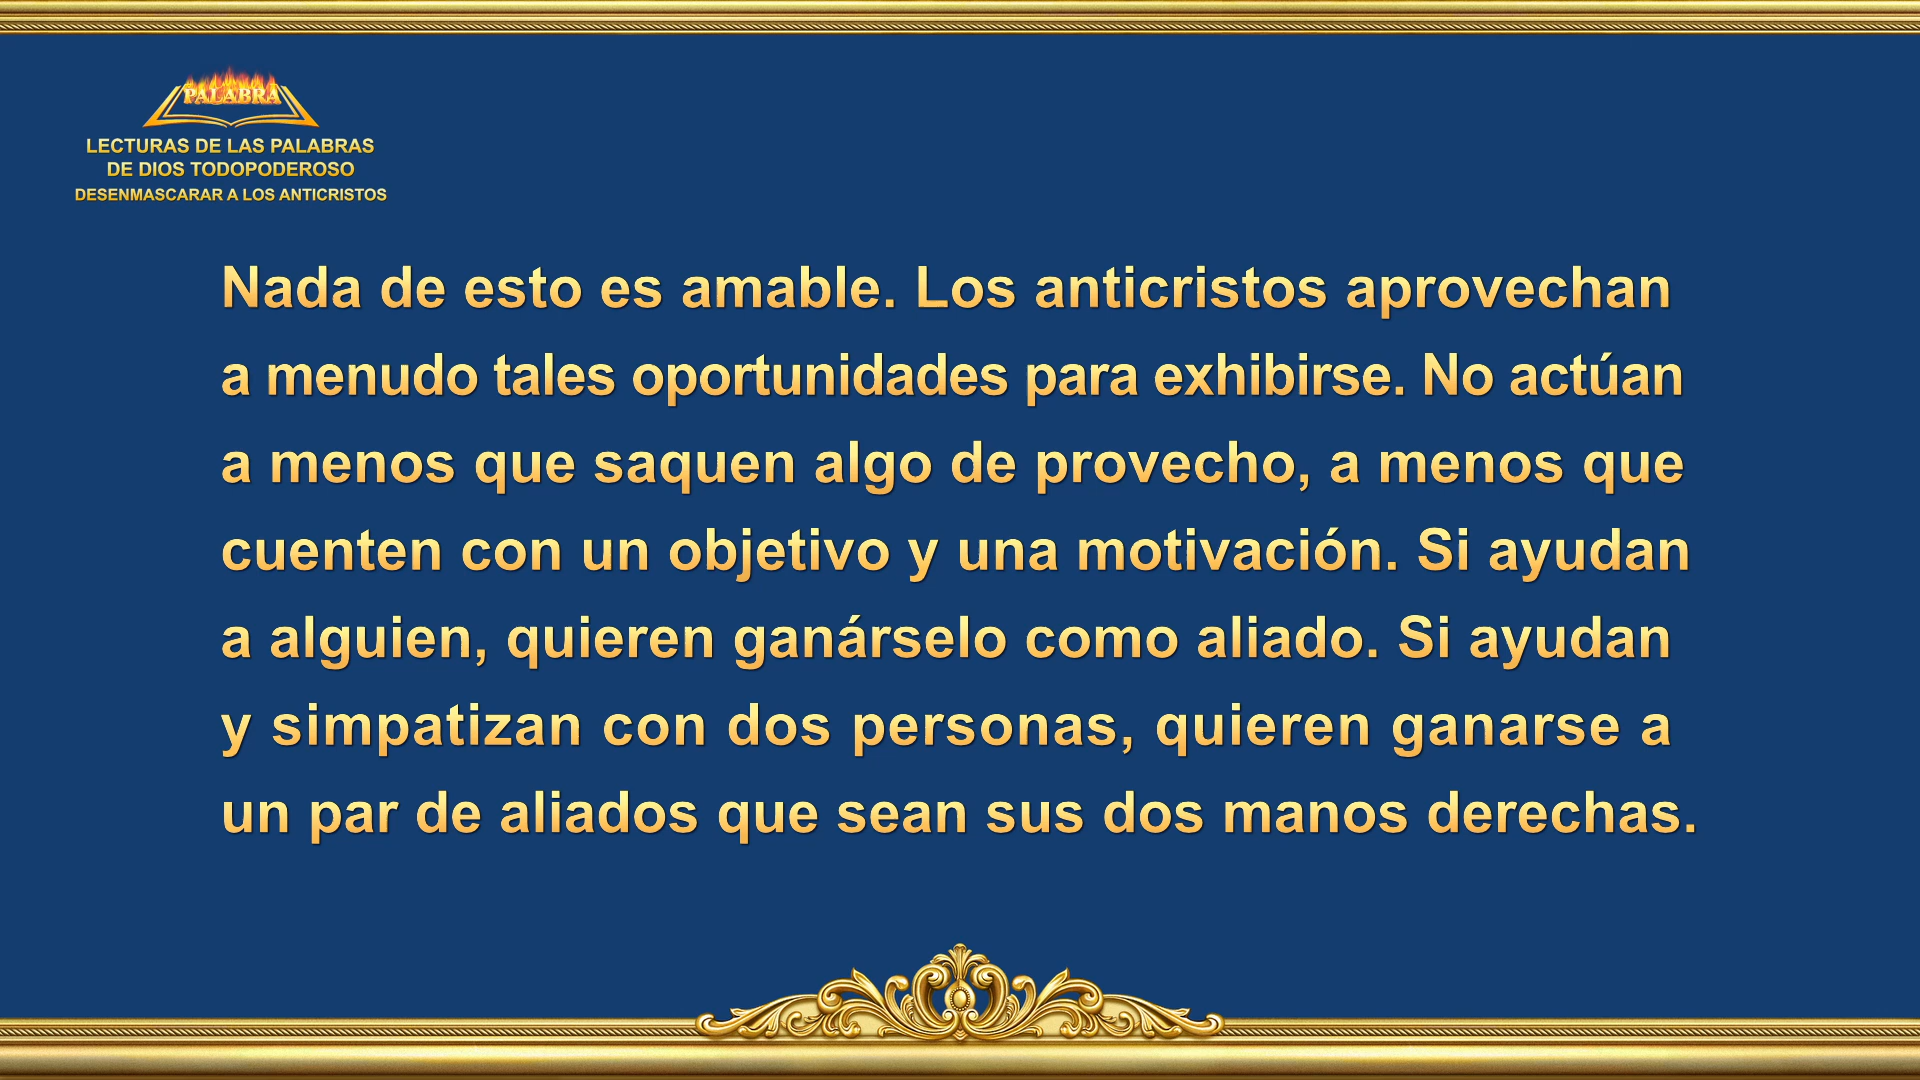 PALABRA
LECTURAS DE LAS PALABRAS
DE DIOS TODOPODEROSO
DESENMASCARAR A LOS ANTICRISTOS
Nada de esto es amable. Los anticristos aprovechan
a menudo tales oportunidades para exhibirse. No actúan
a menos que saquen algo de provecho, a menos que
cuenten con un objetivo y una motivación. Si ayudan
a alguien, quieren ganárselo como aliado. Si ayudan
y simpatizan con dos personas, quieren ganarse a
un par de aliados que sean sus dos manos derechas.